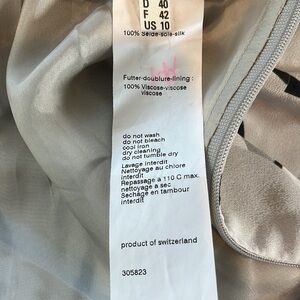 D 40
F 42
US 10
100% Seide-soie-silk
Futter-doublure-lining :
100% Viscose-viscose
viscose
do not wash
do not bleach
cool iron
dry cleaning
do not tumble dry
Lavage interdit
Nettoyage au chlore
interdit
Repassage a 110 C max.
nettoyage a sec
Sechage en tambour
interdit
product of switzerland
305823